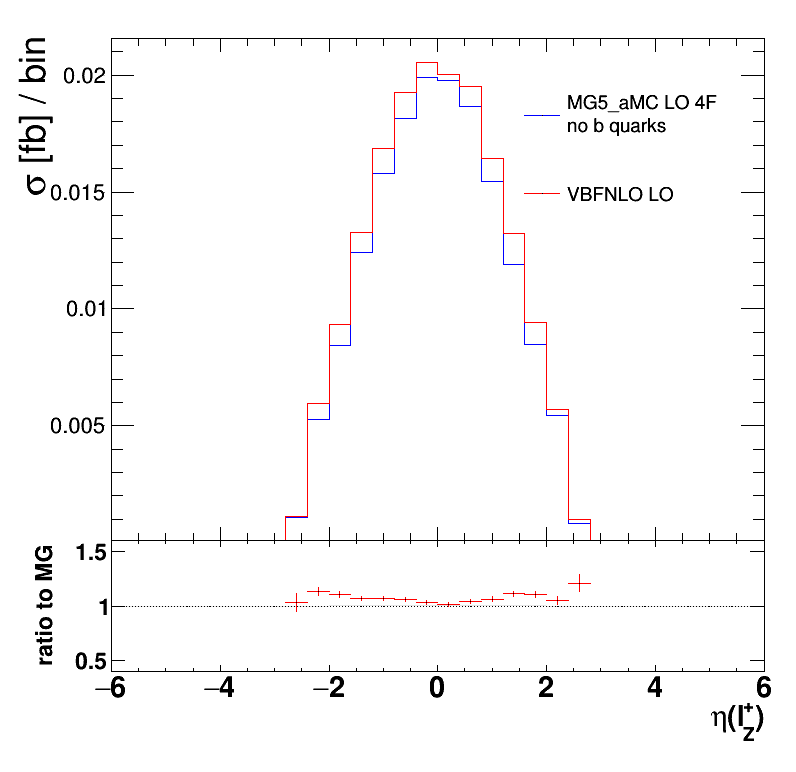 σ [fb] / bin
0.02
0.015
0.01
0.005
MG5_aMC LO 4F
no b quarks
VBFNLO LO
ratio to MG
1.5
1
0.5
−6 −4 −2 0 2 4 6
η(l_Z^+)